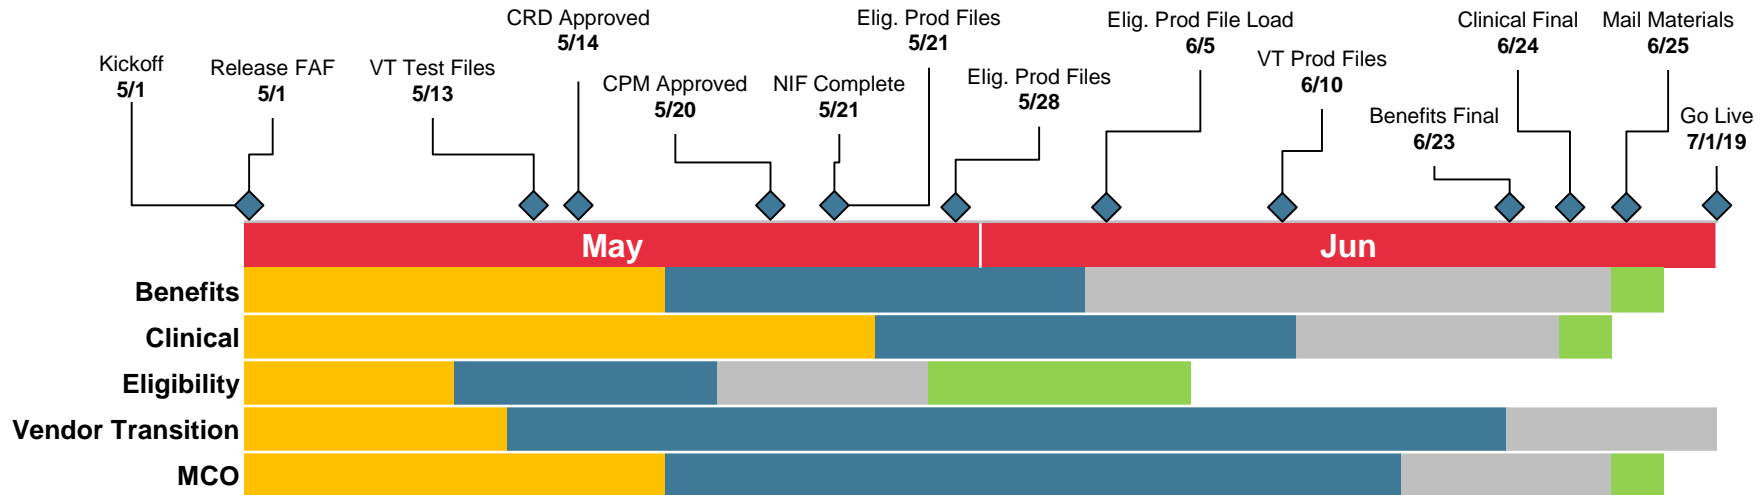 Kickoff
5/1
Release FAF
5/1
VT Test Files
5/13
CRD Approved
5/14
CPM Approved
5/20
NIF Complete
5/21
Elig. Prod Files
5/21
Elig. Prod Files
5/28
Elig. Prod File Load
6/5
VT Prod Files
6/10
Benefits Final
6/23
Clinical Final
6/24
Mail Materials
6/25
Go Live
7/1/19
May
Jun
Benefits
Clinical
Eligibility
Vendor Transition
MCO